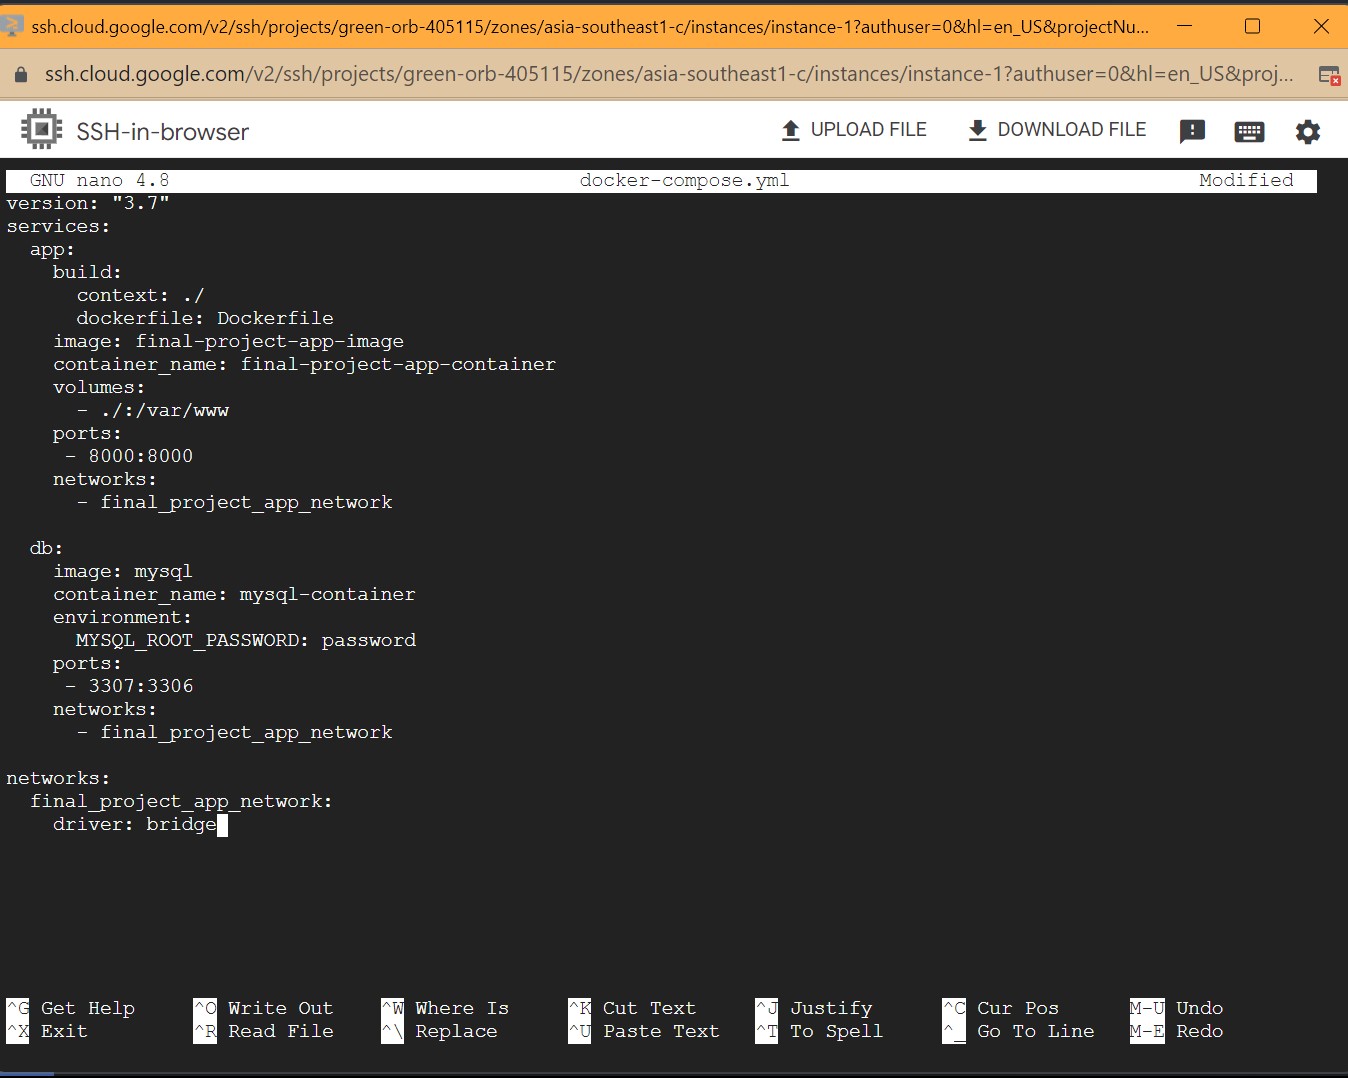 ssh.cloud.google.com/v2/ssh/projects/green-orb-405115/zones/asia-southeast1-c/instances/instance-1?authuser=0&hl=en_US&projectNu...
ssh.cloud.google.com/v2/ssh/projects/green-orb-405115/zones/asia-southeast1-c/instances/instance-1?authuser=0&hl=en_US&proj...
SSH-in-browser UPLOAD FILE DOWNLOAD FILE
GNU nano 4.8 docker-compose.yml Modified
version: "3.7"
services:
  app:
    build:
      context: ./
      dockerfile: Dockerfile
    image: final-project-app-image
    container_name: final-project-app-container
    volumes:
      - ./:/var/www
    ports:
     - 8000:8000
    networks:
      - final_project_app_network

  db:
    image: mysql
    container_name: mysql-container
    environment:
      MYSQL_ROOT_PASSWORD: password
    ports:
     - 3307:3306
    networks:
      - final_project_app_network

networks:
  final_project_app_network:
    driver: bridge
^G Get Help ^O Write Out ^W Where Is ^K Cut Text ^J Justify ^C Cur Pos M-U Undo
^X Exit ^R Read File ^\ Replace ^U Paste Text ^T To Spell ^_ Go To Line M-E Redo